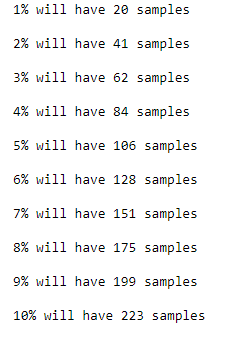 1% will have 20 samples
2% will have 41 samples
3% will have 62 samples
4% will have 84 samples
5% will have 106 samples
6% will have 128 samples
7% will have 151 samples
8% will have 175 samples
9% will have 199 samples
10% will have 223 samples